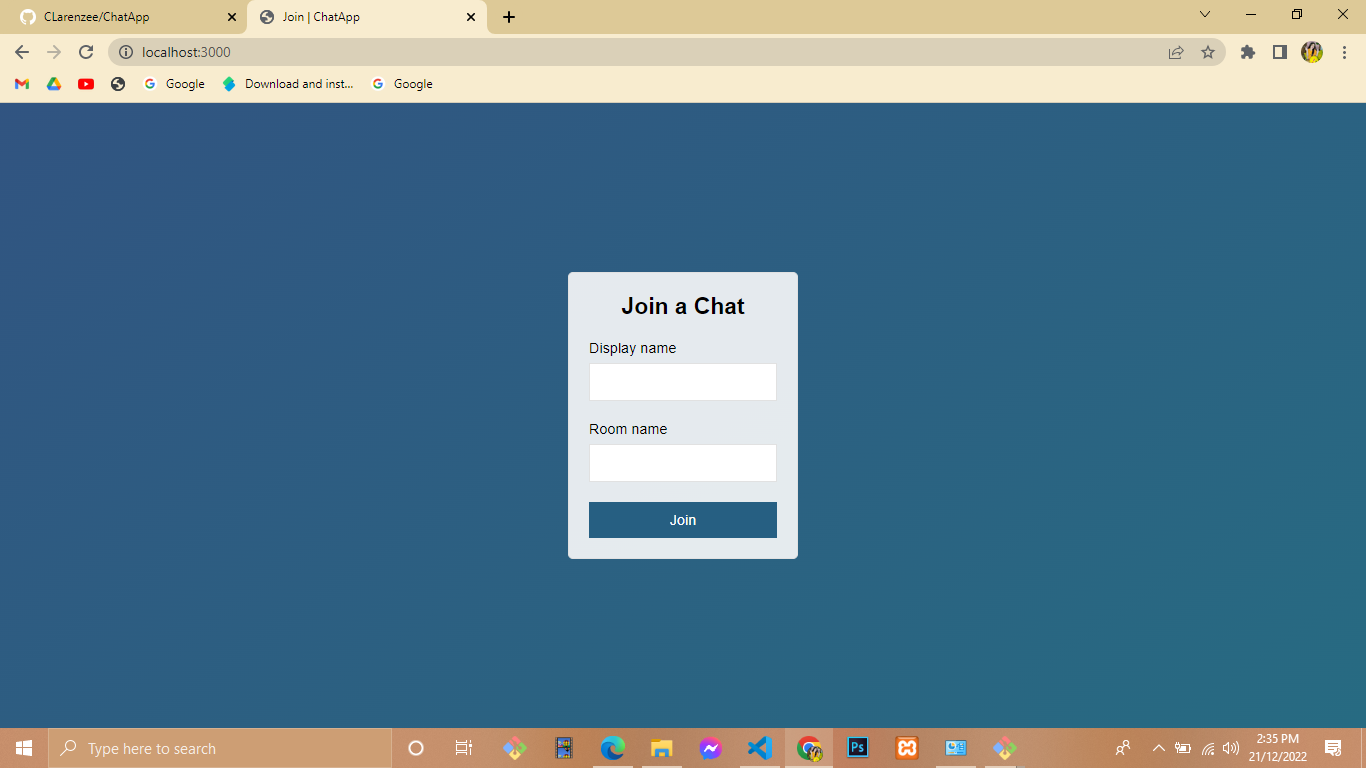 CLarenzee/ChatApp
Join | ChatApp
localhost:3000
Google
Download and inst...
Google
Join a Chat
Display name
Room name
Join
Type here to search
Ps
2:35 PM
21/12/2022